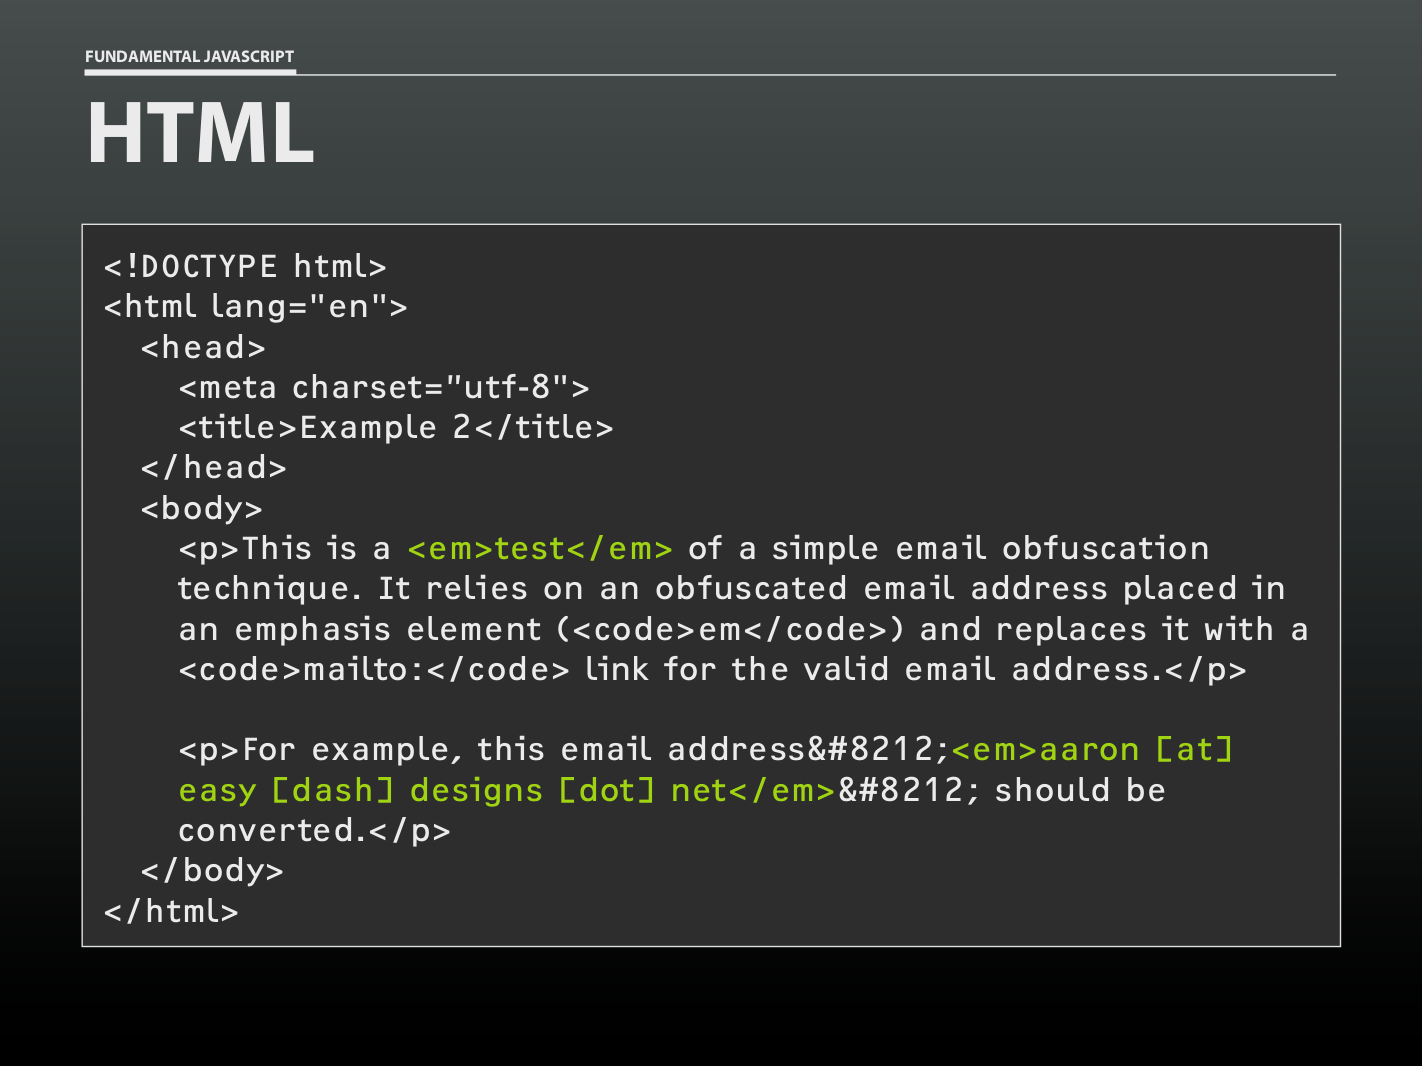 FUNDAMENTAL JAVASCRIPT
HTML
<!DOCTYPE html>
<html lang="en">
<head>
<meta charset="utf-8">
<title>Example 2</title>
</head>
<body>
<p>This is a <em>test</em> of a simple email obfuscation
technique. It relies on an obfuscated email address placed in
an emphasis element (<code>em</code>) and replaces it with a
<code>mailto:</code> link for the valid email address.</p>
<p>For example, this email address&#8212;<em>aaron [at]
easy [dash] designs [dot] net</em>&#8212; should be
converted.</p>
</body>
</html>